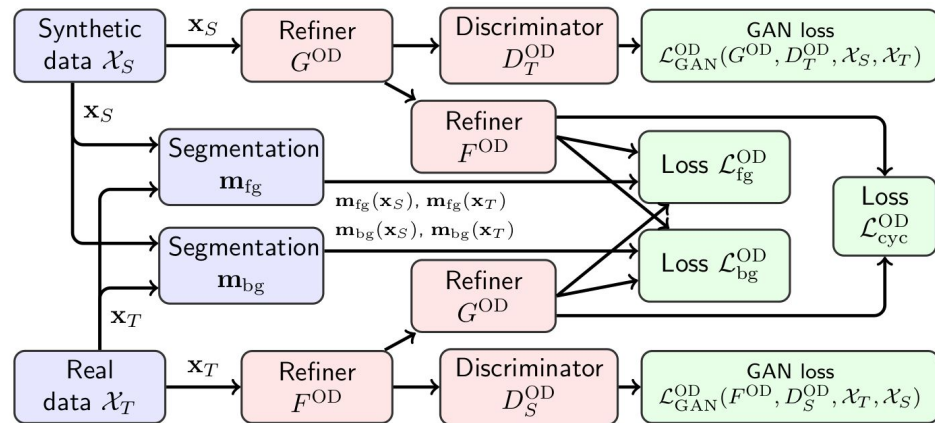 Synthetic
data 𝒳_S
𝐱_S
Refiner
G^OD
Discriminator
D_T^OD
GAN loss
ℒ_GAN^OD(G^OD, D_T^OD, 𝒳_S, 𝒳_T)
𝐱_S
Refiner
F^OD
Segmentation
𝐦_fg
Loss ℒ_fg^OD
Loss
ℒ_cyc^OD
𝐦_fg(𝐱_S), 𝐦_fg(𝐱_T)
𝐦_bg(𝐱_S), 𝐦_bg(𝐱_T)
Segmentation
𝐦_bg
Loss ℒ_bg^OD
Refiner
G^OD
𝐱_T
Real
data 𝒳_T
𝐱_T
Refiner
F^OD
Discriminator
D_S^OD
GAN loss
ℒ_GAN^OD(F^OD, D_S^OD, 𝒳_T, 𝒳_S)